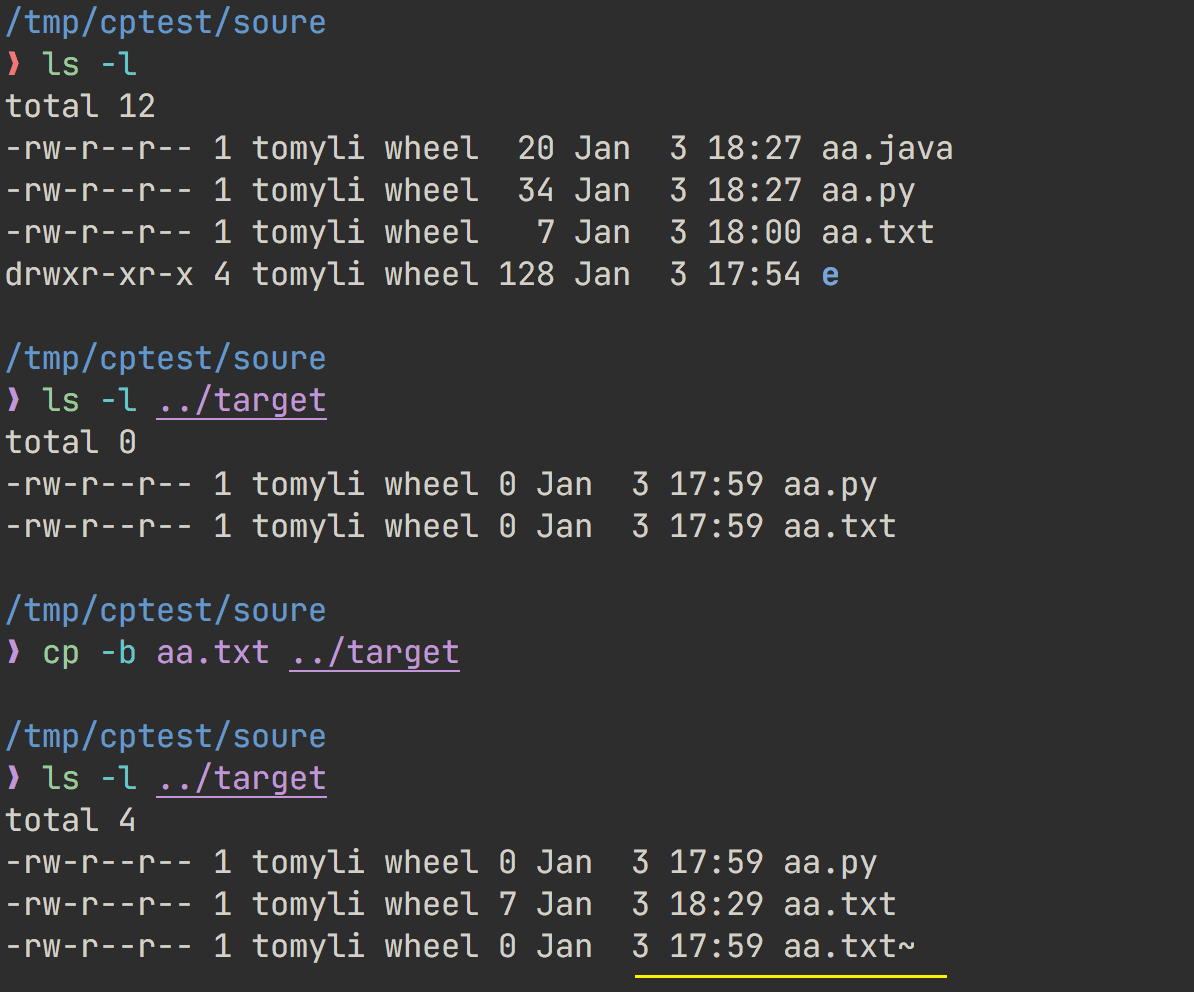 /tmp/cptest/soure
❱ ls -l
total 12
-rw-r--r-- 1 tomyli wheel  20 Jan  3 18:27 aa.java
-rw-r--r-- 1 tomyli wheel  34 Jan  3 18:27 aa.py
-rw-r--r-- 1 tomyli wheel   7 Jan  3 18:00 aa.txt
drwxr-xr-x 4 tomyli wheel 128 Jan  3 17:54 e
/tmp/cptest/soure
❱ ls -l ../target
total 0
-rw-r--r-- 1 tomyli wheel 0 Jan  3 17:59 aa.py
-rw-r--r-- 1 tomyli wheel 0 Jan  3 17:59 aa.txt
/tmp/cptest/soure
❱ cp -b aa.txt ../target
/tmp/cptest/soure
❱ ls -l ../target
total 4
-rw-r--r-- 1 tomyli wheel 0 Jan  3 17:59 aa.py
-rw-r--r-- 1 tomyli wheel 7 Jan  3 18:29 aa.txt
-rw-r--r-- 1 tomyli wheel 0 Jan  3 17:59 aa.txt~